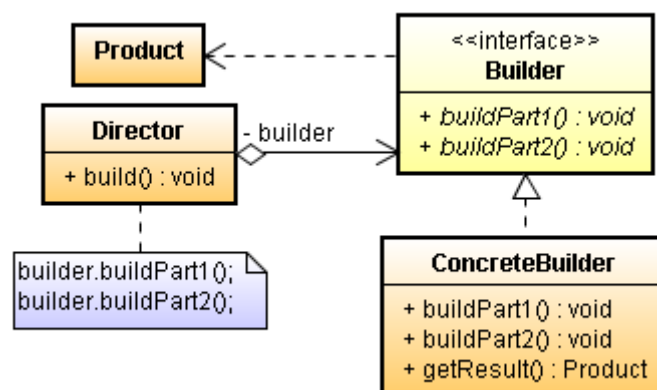 Product
<<interface>>
Builder
+ buildPart1() : void
+ buildPart2() : void
Director
+ build() : void
- builder
builder.buildPart1();
builder.buildPart2();
ConcreteBuilder
+ buildPart1() : void
+ buildPart2() : void
+ getResult() : Product